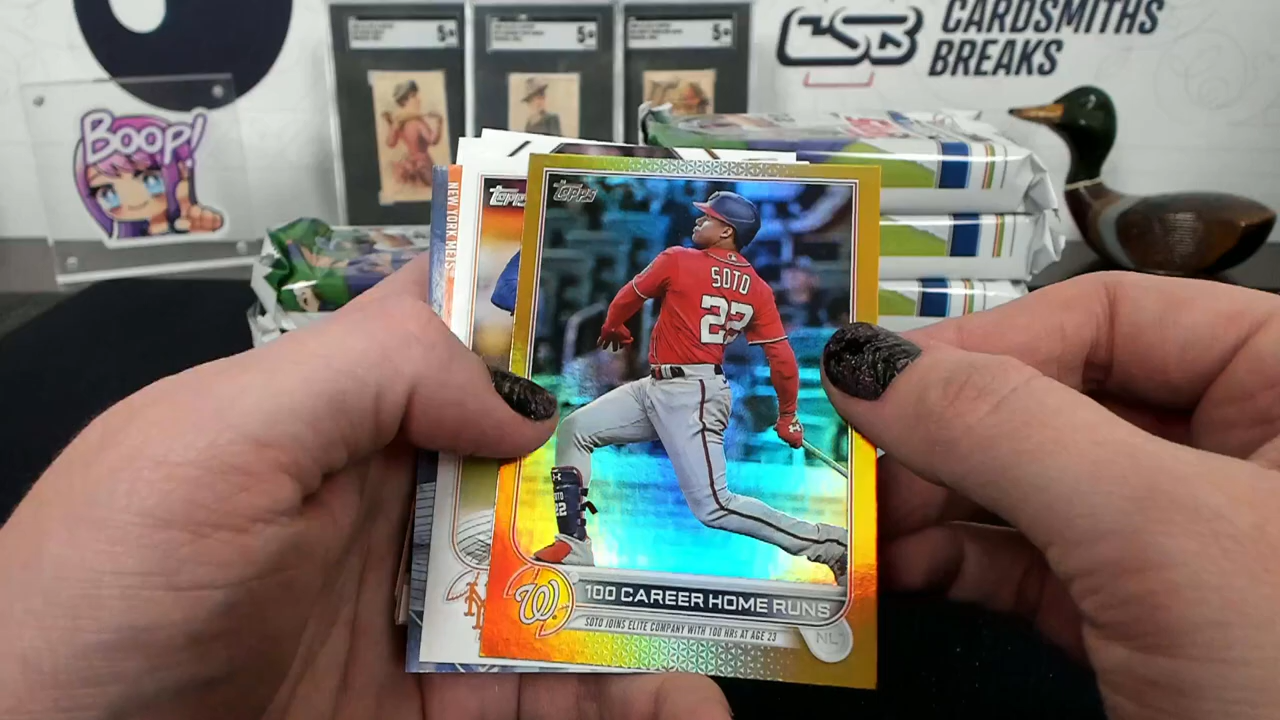 CARDSMITHS
BREAKS
CSB
Boop!
5
5
5
NEW YORK METS
Topps
Topps
SOTO
22
22
W
100 CAREER HOME RUNS
SOTO JOINS ELITE COMPANY WITH 100 HRs AT AGE 23